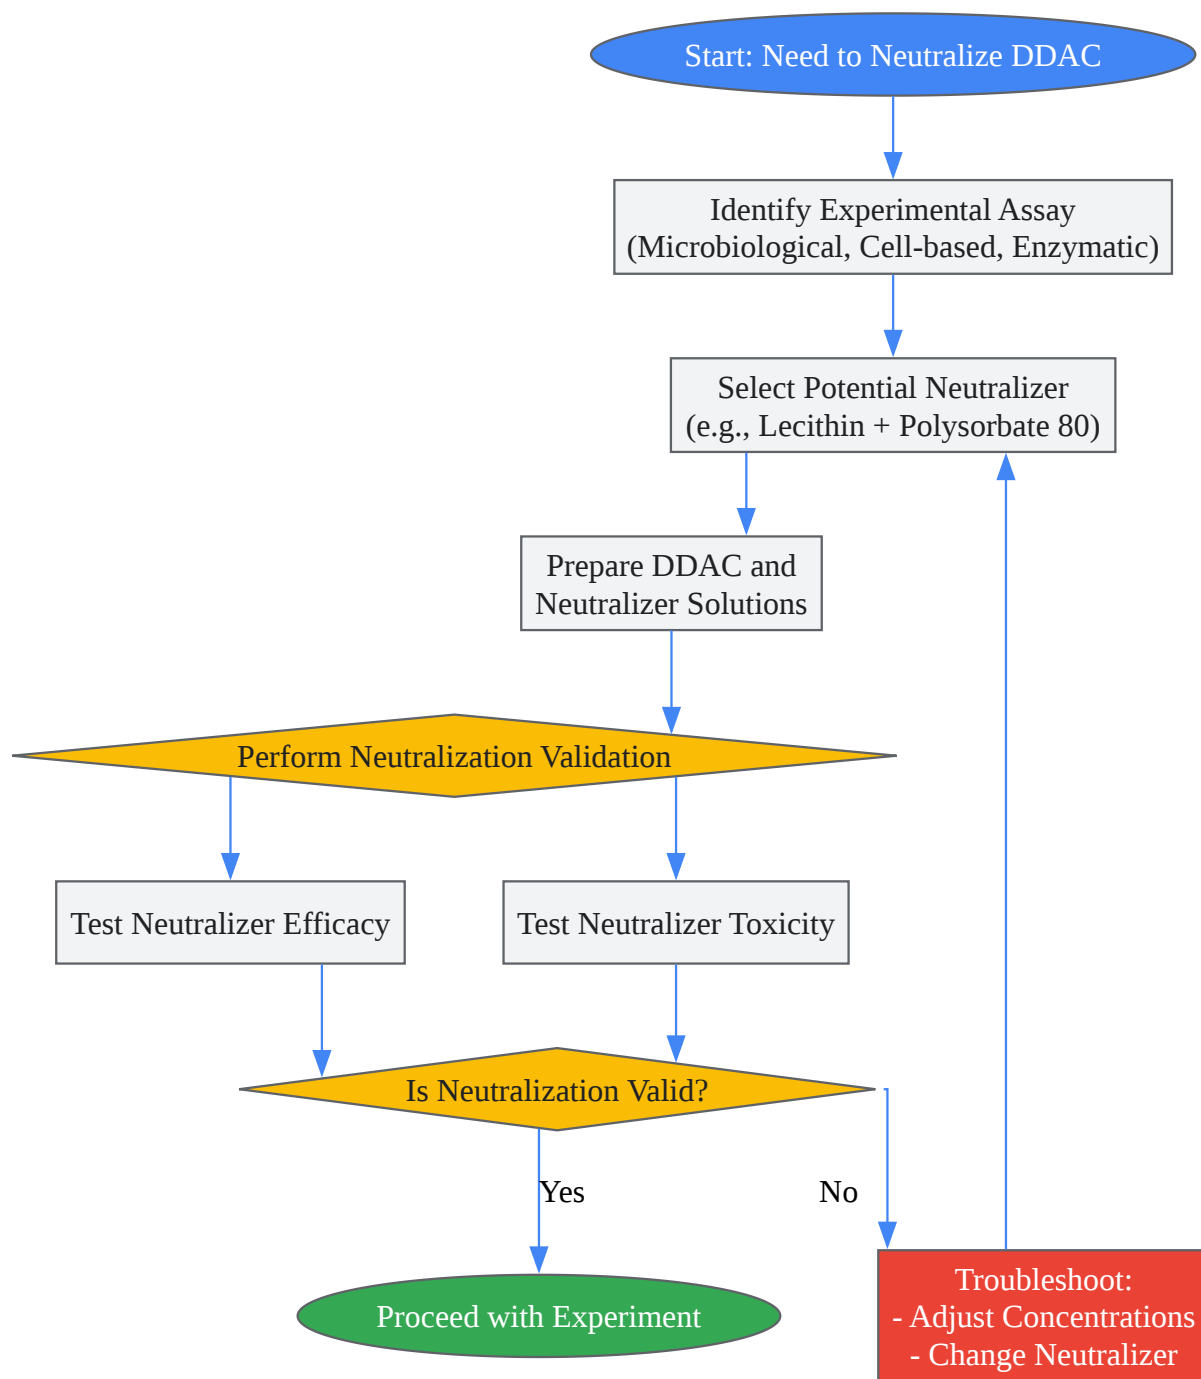 Start: Need to Neutralize DDAC
Identify Experimental Assay
(Microbiological, Cell-based, Enzymatic)
Select Potential Neutralizer
(e.g., Lecithin + Polysorbate 80)
Prepare DDAC and
Neutralizer Solutions
Perform Neutralization Validation
Test Neutralizer Efficacy
Test Neutralizer Toxicity
Is Neutralization Valid?
Yes
No
Proceed with Experiment
Troubleshoot:
- Adjust Concentrations
- Change Neutralizer